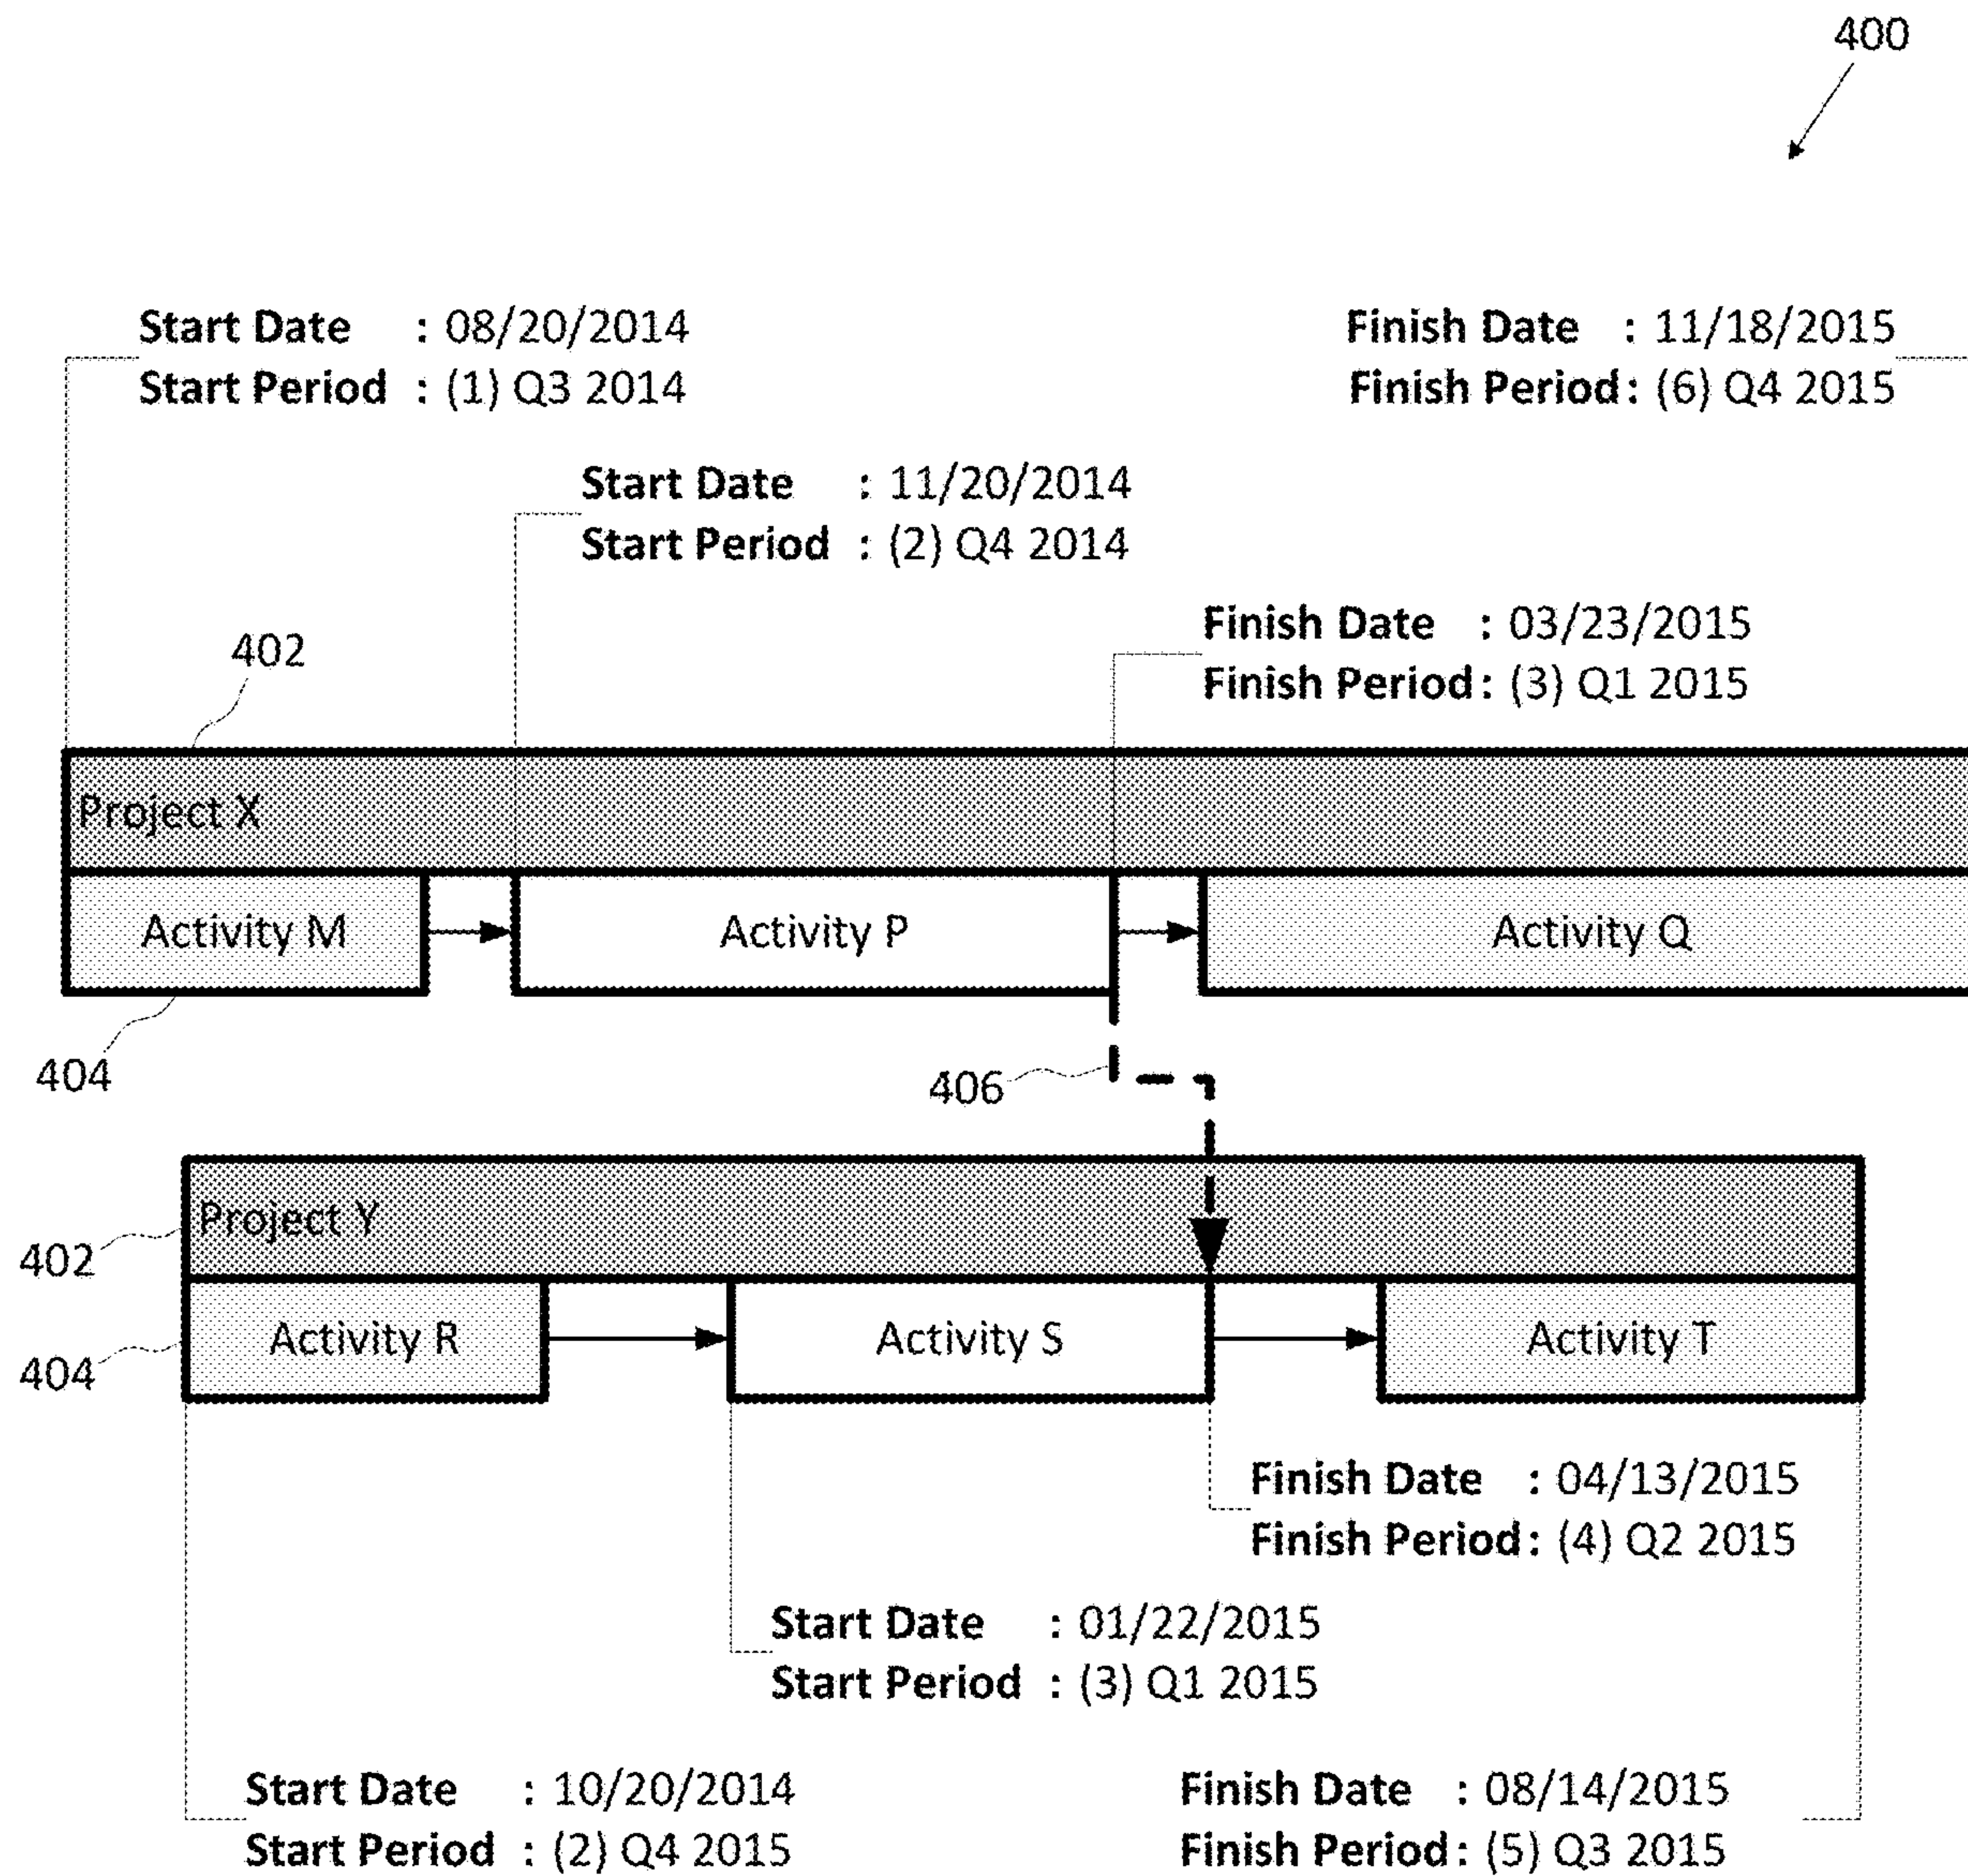 400
Start Date : 08/20/2014
Start Period : (1) Q3 2014
Finish Date : 11/18/2015
Finish Period : (6) Q4 2015
Start Date : 11/20/2014
Start Period : (2) Q4 2014
Finish Date : 03/23/2015
Finish Period : (3) Q1 2015
402
Project X
Activity M
Activity P
Activity Q
404
406
Project Y
402
Activity R
Activity S
Activity T
404
Finish Date : 04/13/2015
Finish Period : (4) Q2 2015
Start Date : 01/22/2015
Start Period : (3) Q1 2015
Start Date : 10/20/2014
Start Period : (2) Q4 2015
Finish Date : 08/14/2015
Finish Period : (5) Q3 2015